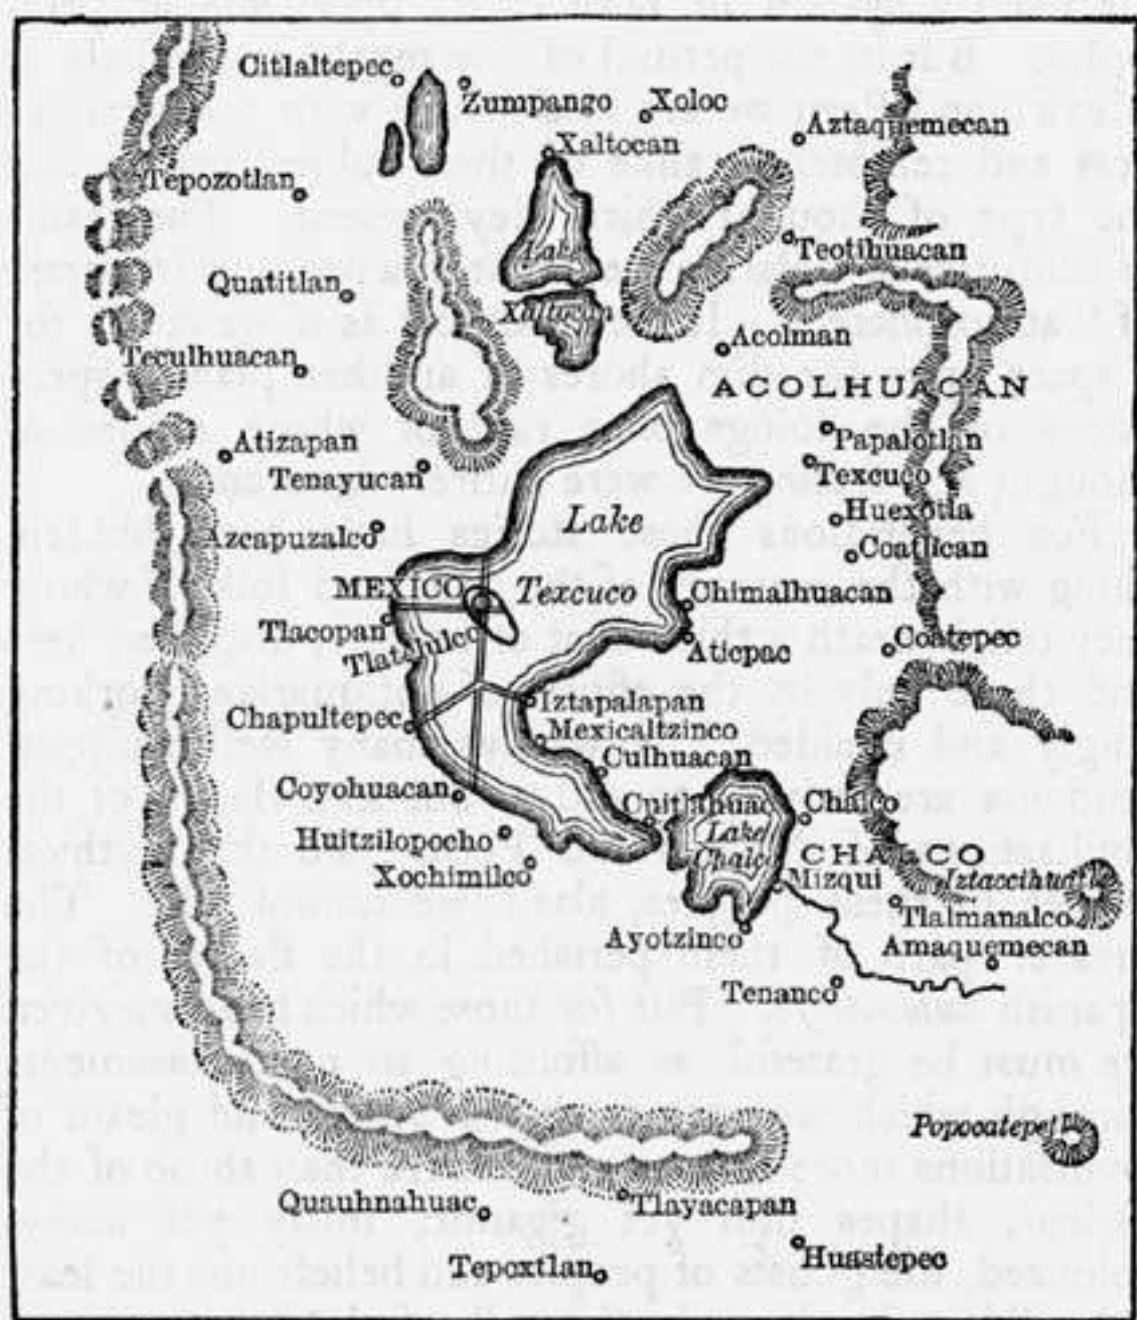 Citlaltepec
Zumpango
Xoloc
Aztaquemecan
Xaltocan
Tepozotlan
Teotihuacan
Lake
Xaltocan
Quatitlan
Acolman
Teculhuacan
ACOLHUACAN
Atizapan
Papalotlan
Tenayucan
Texcuco
Lake
Texcuco
Huexotla
Azcapuzalco
Coatlican
MEXICO
Chimalhuacan
Tlacopan
Tlatelulco
Aticpac
Coatepec
Chapultepec
Iztapalapan
Mexicaltzinco
Culhuacan
Coyohuacan
Cuitlahuac
Chalco
Huitzilopocho
Lake
Chalco
CHALCO
Xochimilco
Mizqui
Iztaccihuatl
Tlalmanalco
Ayotzinco
Amaquemecan
Tenanco
Popocatepetl
Quauhnahuac
Tlayacapan
Tepoxtlan
Huastepec